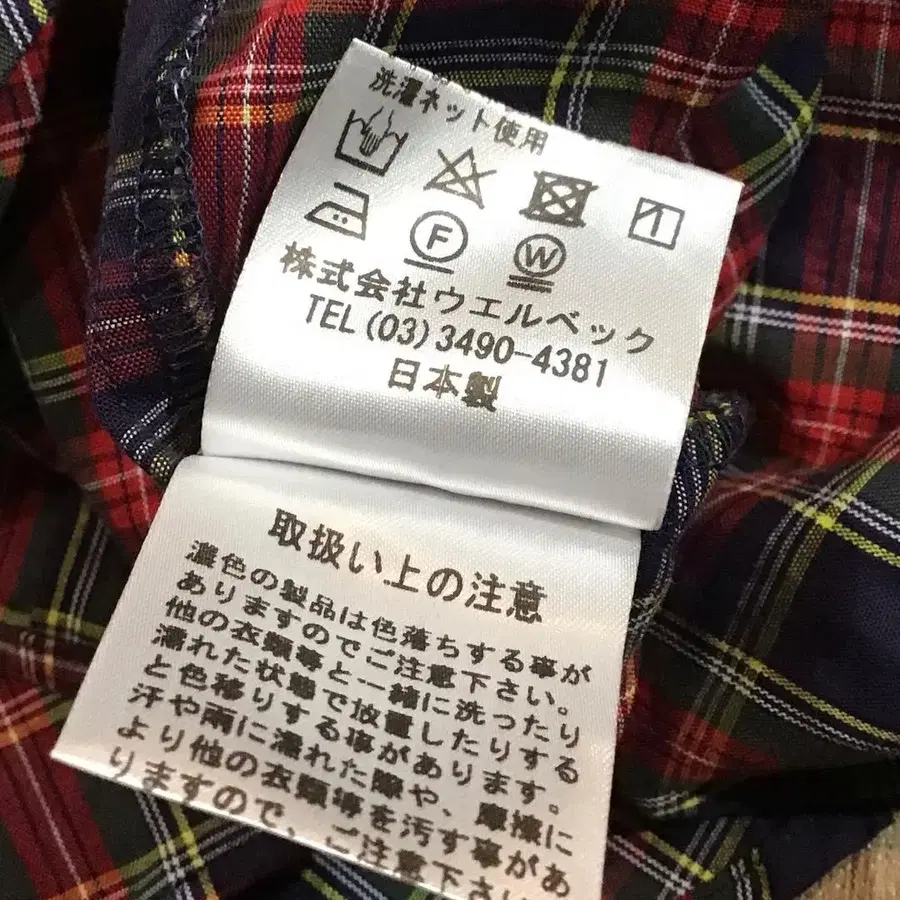 洗濯ネット使用
F
W
株式会社ウエルベック
TEL (03) 3490-4381
日本製
取扱い上の注意
濃色の製品は色落ちする事が
ありますのでご注意下さい。
他の衣類等と一緒に洗ったり
濡れた状態で放置したりする
と色移りする事があります。
汗や雨に濡れた際や、摩擦に
より他の衣類等を汚す事があ
りますので、ご注意下さい